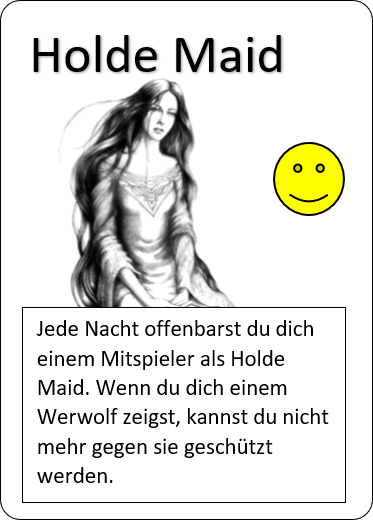 Holde Maid
Jede Nacht offenbarst du dich
einem Mitspieler als Holde
Maid. Wenn du dich einem
Werwolf zeigst, kannst du nicht
mehr gegen sie geschützt
werden.